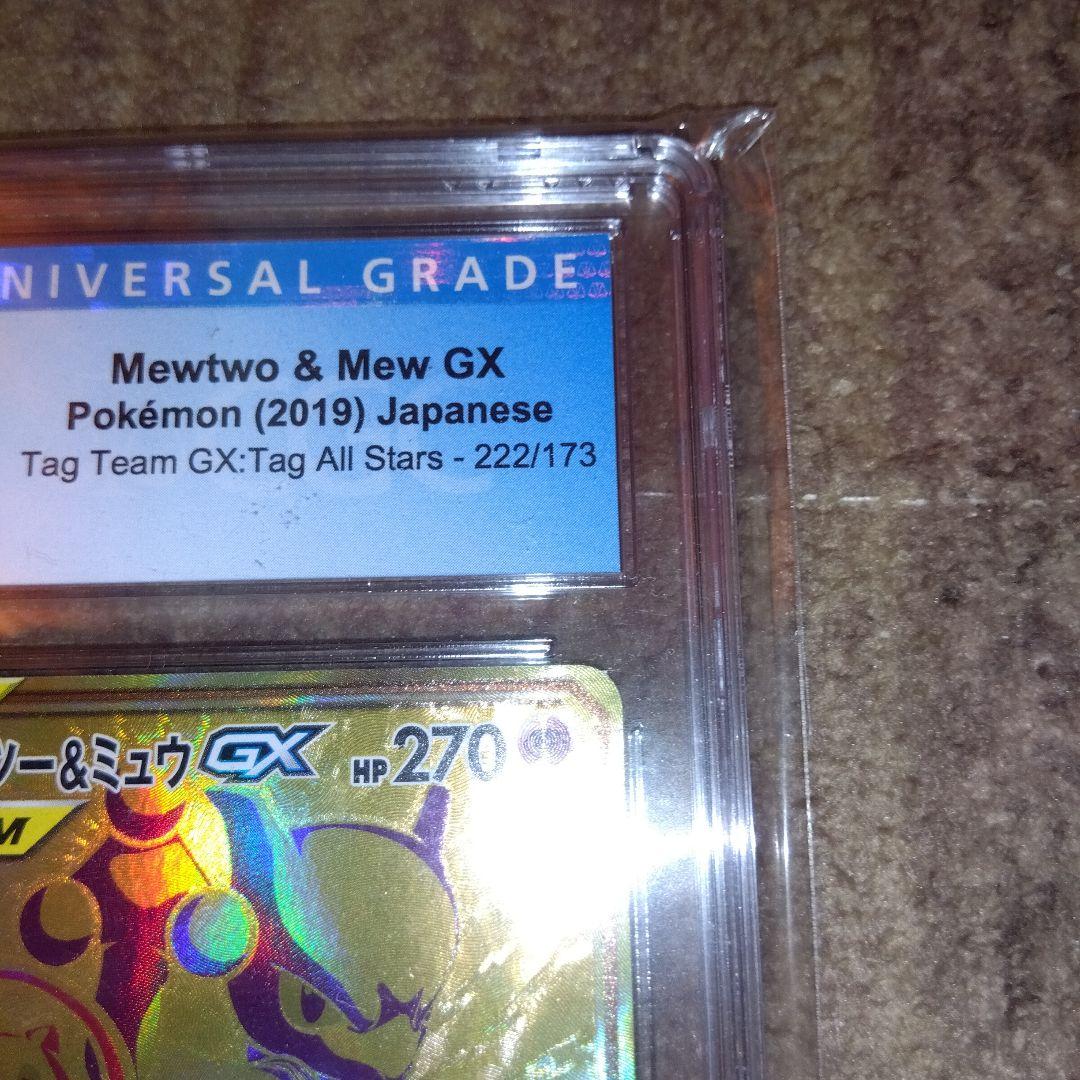 NIVERSAL GRADE
Mewtwo & Mew GX
Pokémon (2019) Japanese
Tag Team GX:Tag All Stars - 222/173
ツー&ミュウGX HP270
M